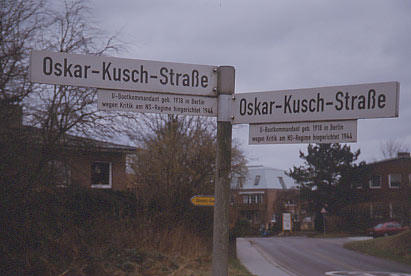 Oskar-Kusch-Straße
U-Bootkommandant geb. 1918 in Berlin
wegen Kritik am NS-Regime hingerichtet 1944
Oskar-Kusch-Straße
U-Bootkommandant geb. 1918 in Berlin
wegen Kritik am NS-Regime hingerichtet 1944